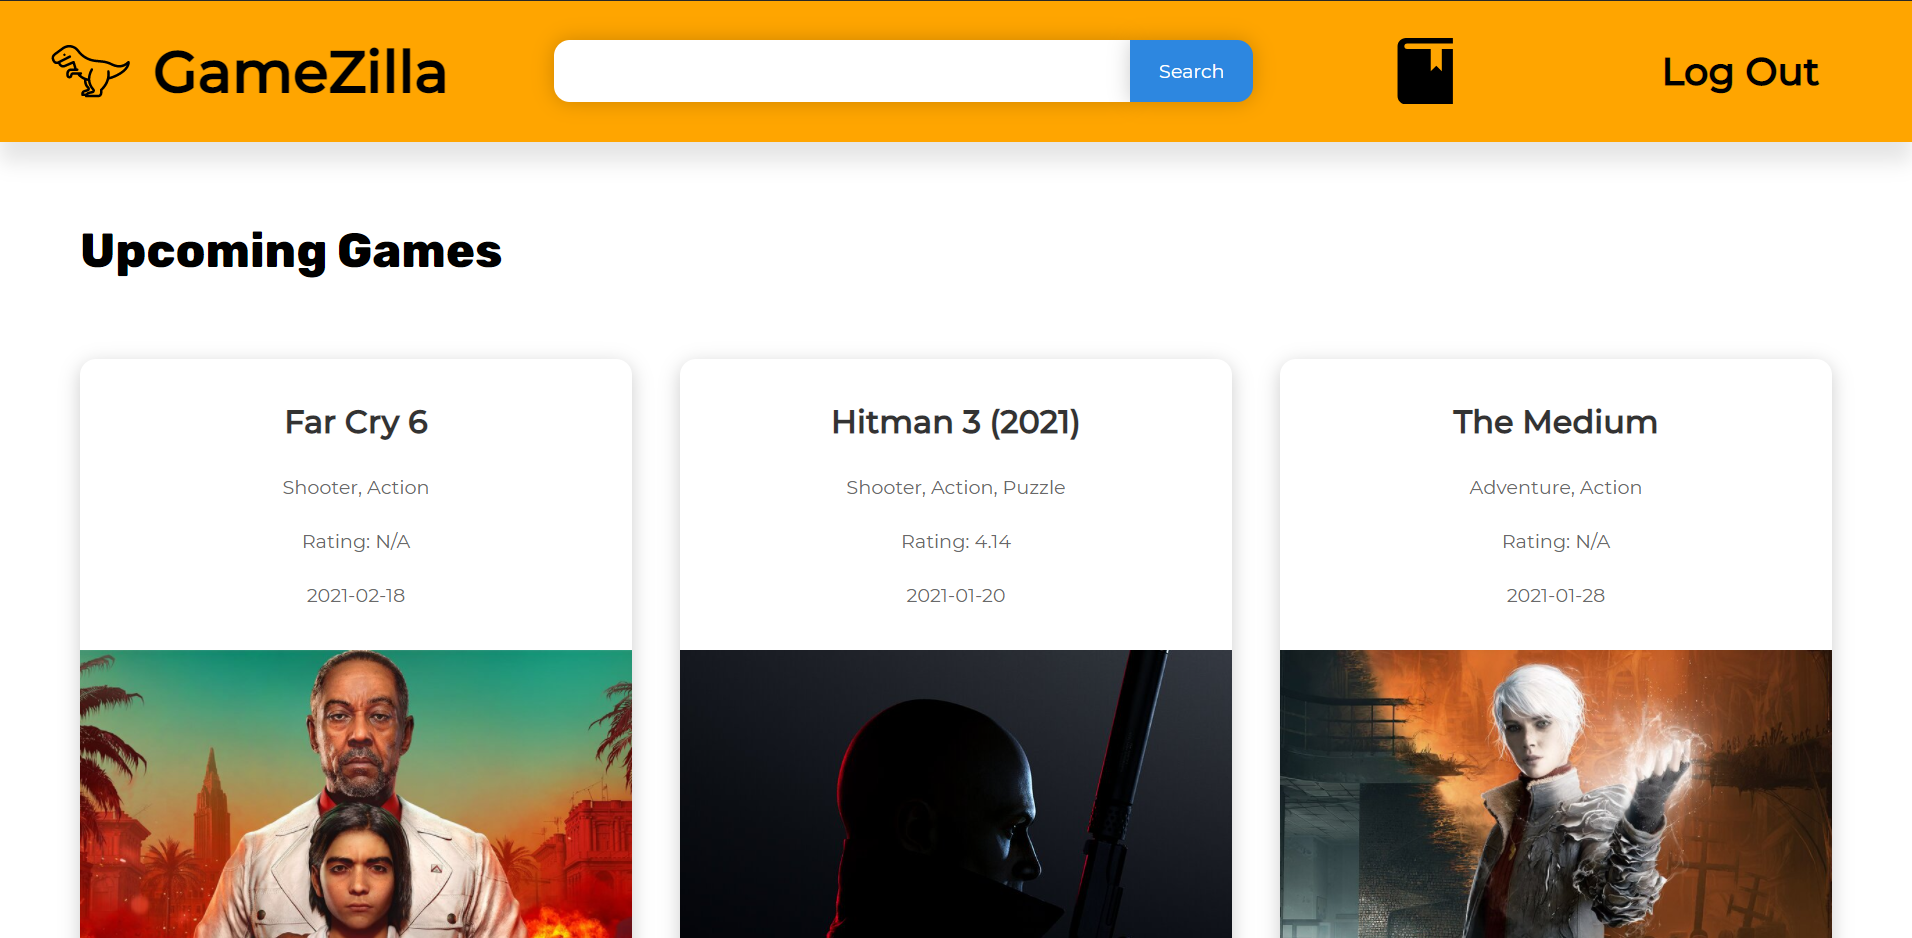 GameZilla
Search
Log Out
Upcoming Games
Far Cry 6
Shooter, Action
Rating: N/A
2021-02-18
Hitman 3 (2021)
Shooter, Action, Puzzle
Rating: 4.14
2021-01-20
The Medium
Adventure, Action
Rating: N/A
2021-01-28